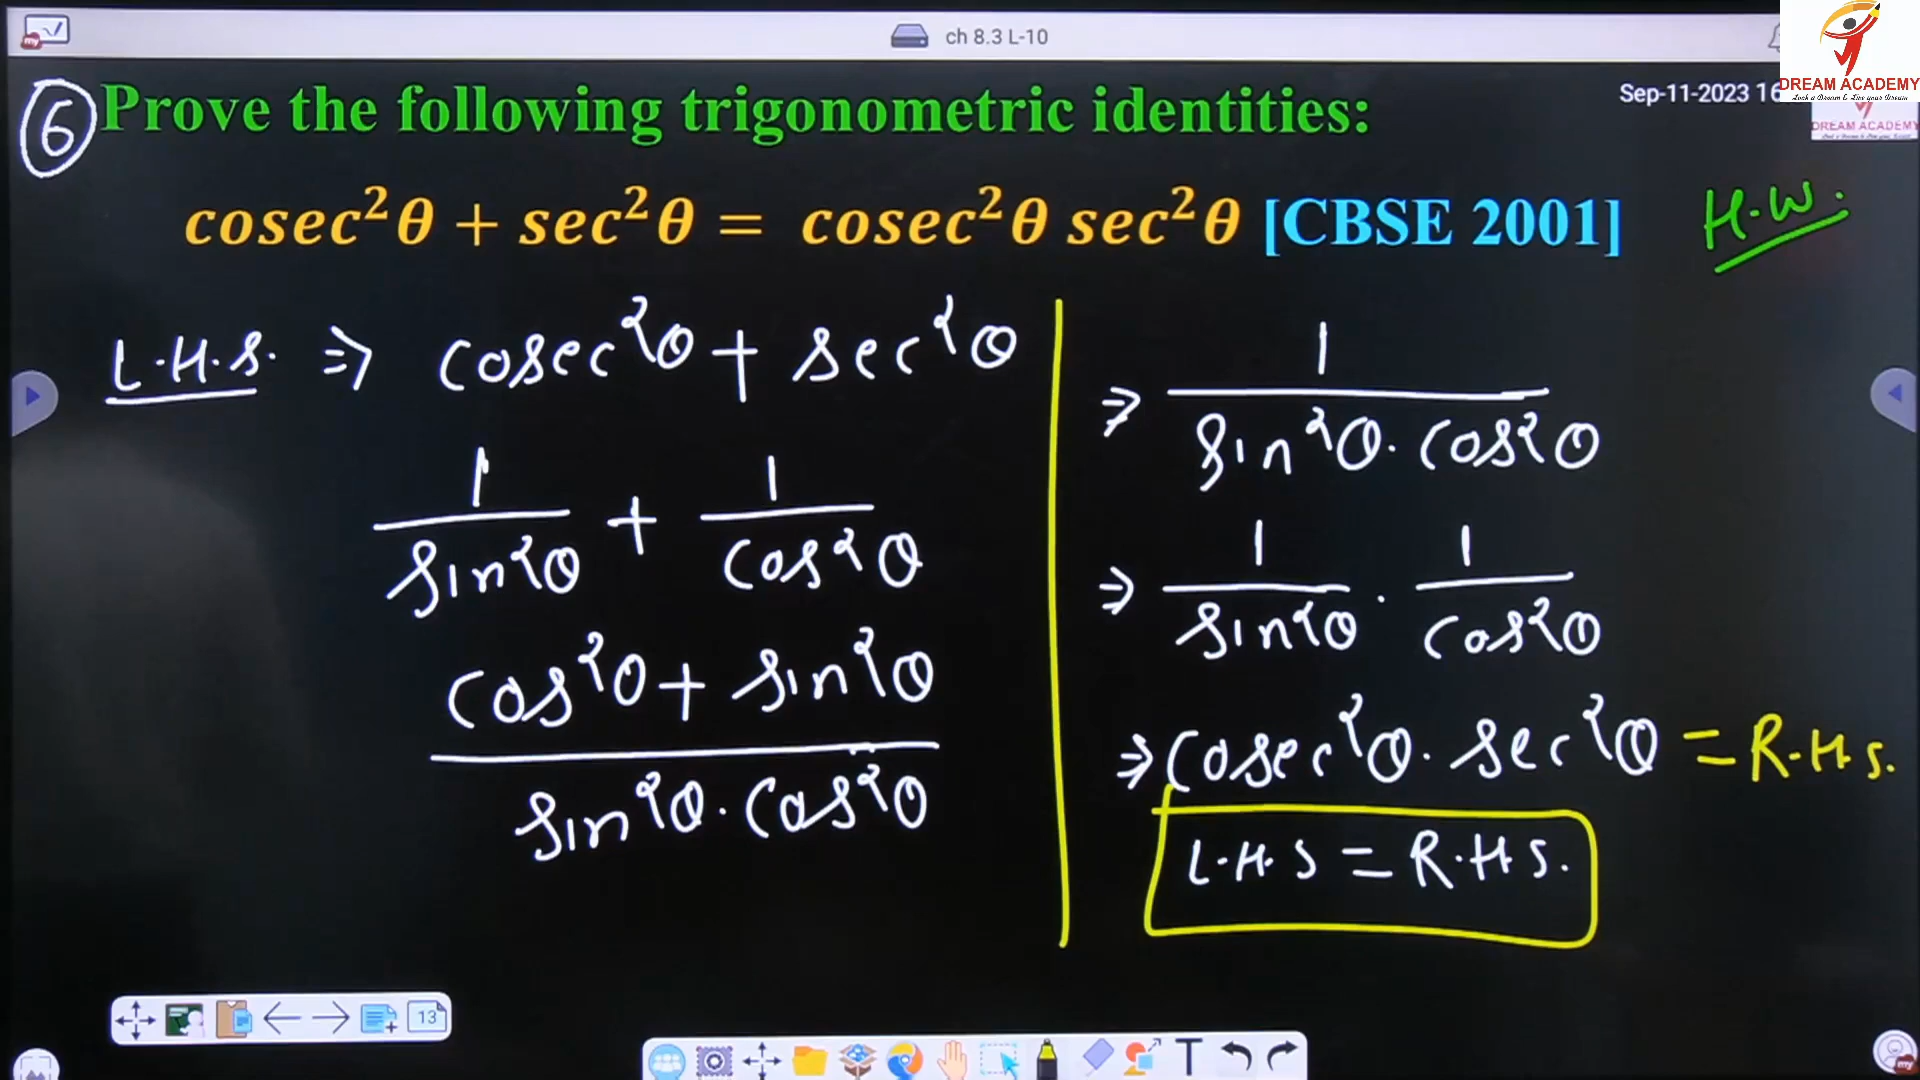 ch 8.3 L-10
Sep-11-2023 16
DREAM ACADEMY
DREAM ACADEMY
6 Prove the following trigonometric identities:
cosec²θ + sec²θ = cosec²θ sec²θ [CBSE 2001]
H.W.
L.H.S. ⇒ cosec²θ + sec²θ
1/sin²θ + 1/cos²θ
cos²θ + sin²θ / sin²θ . cos²θ
⇒ 1 / sin²θ . cos²θ
⇒ 1/sin²θ . 1/cos²θ
⇒ cosec²θ . sec²θ = R.H.S.
L.H.S = R.H.S.
13
T